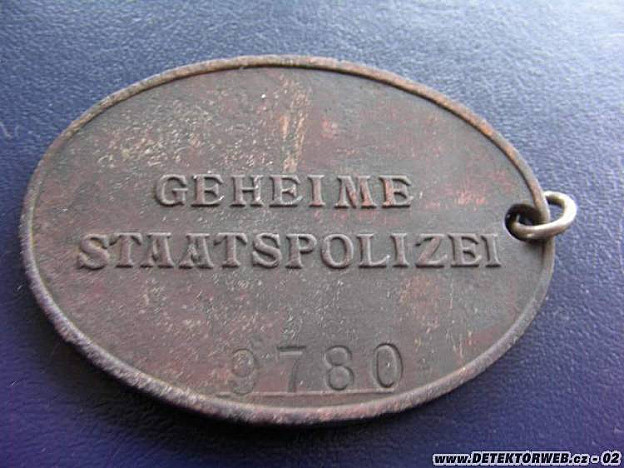 GEHEIME
STAATSPOLIZEI
9780
www.DETEKTORWEB.cz - 02